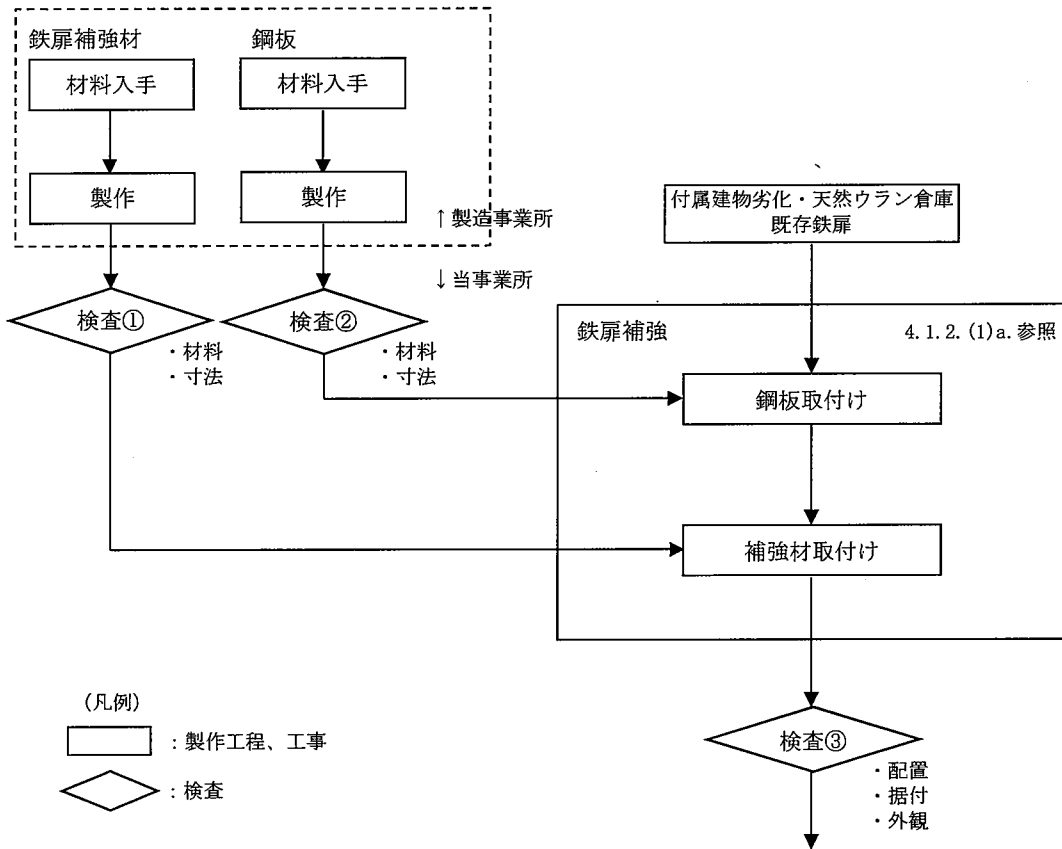 鉄扉補強材
鋼板
材料入手
材料入手
製作
製作
↑製造事業所
↓当事業所
検査①
・材料
・寸法
検査②
・材料
・寸法
付属建物劣化・天然ウラン倉庫
既存鉄扉
鉄扉補強
4.1.2.(1)a.参照
鋼板取付け
補強材取付け
検査③
・配置
・据付
・外観
(凡例)
：製作工程、工事
：検査